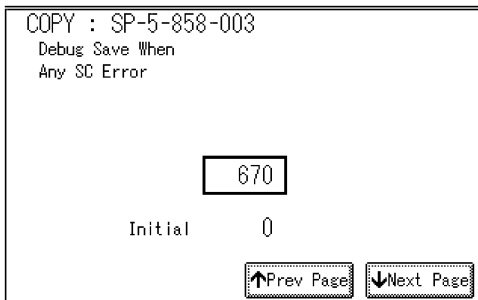 COPY : SP-5-858-003
Debug Save When
Any SC Error
670
Initial 0
↑Prev Page ↓Next Page